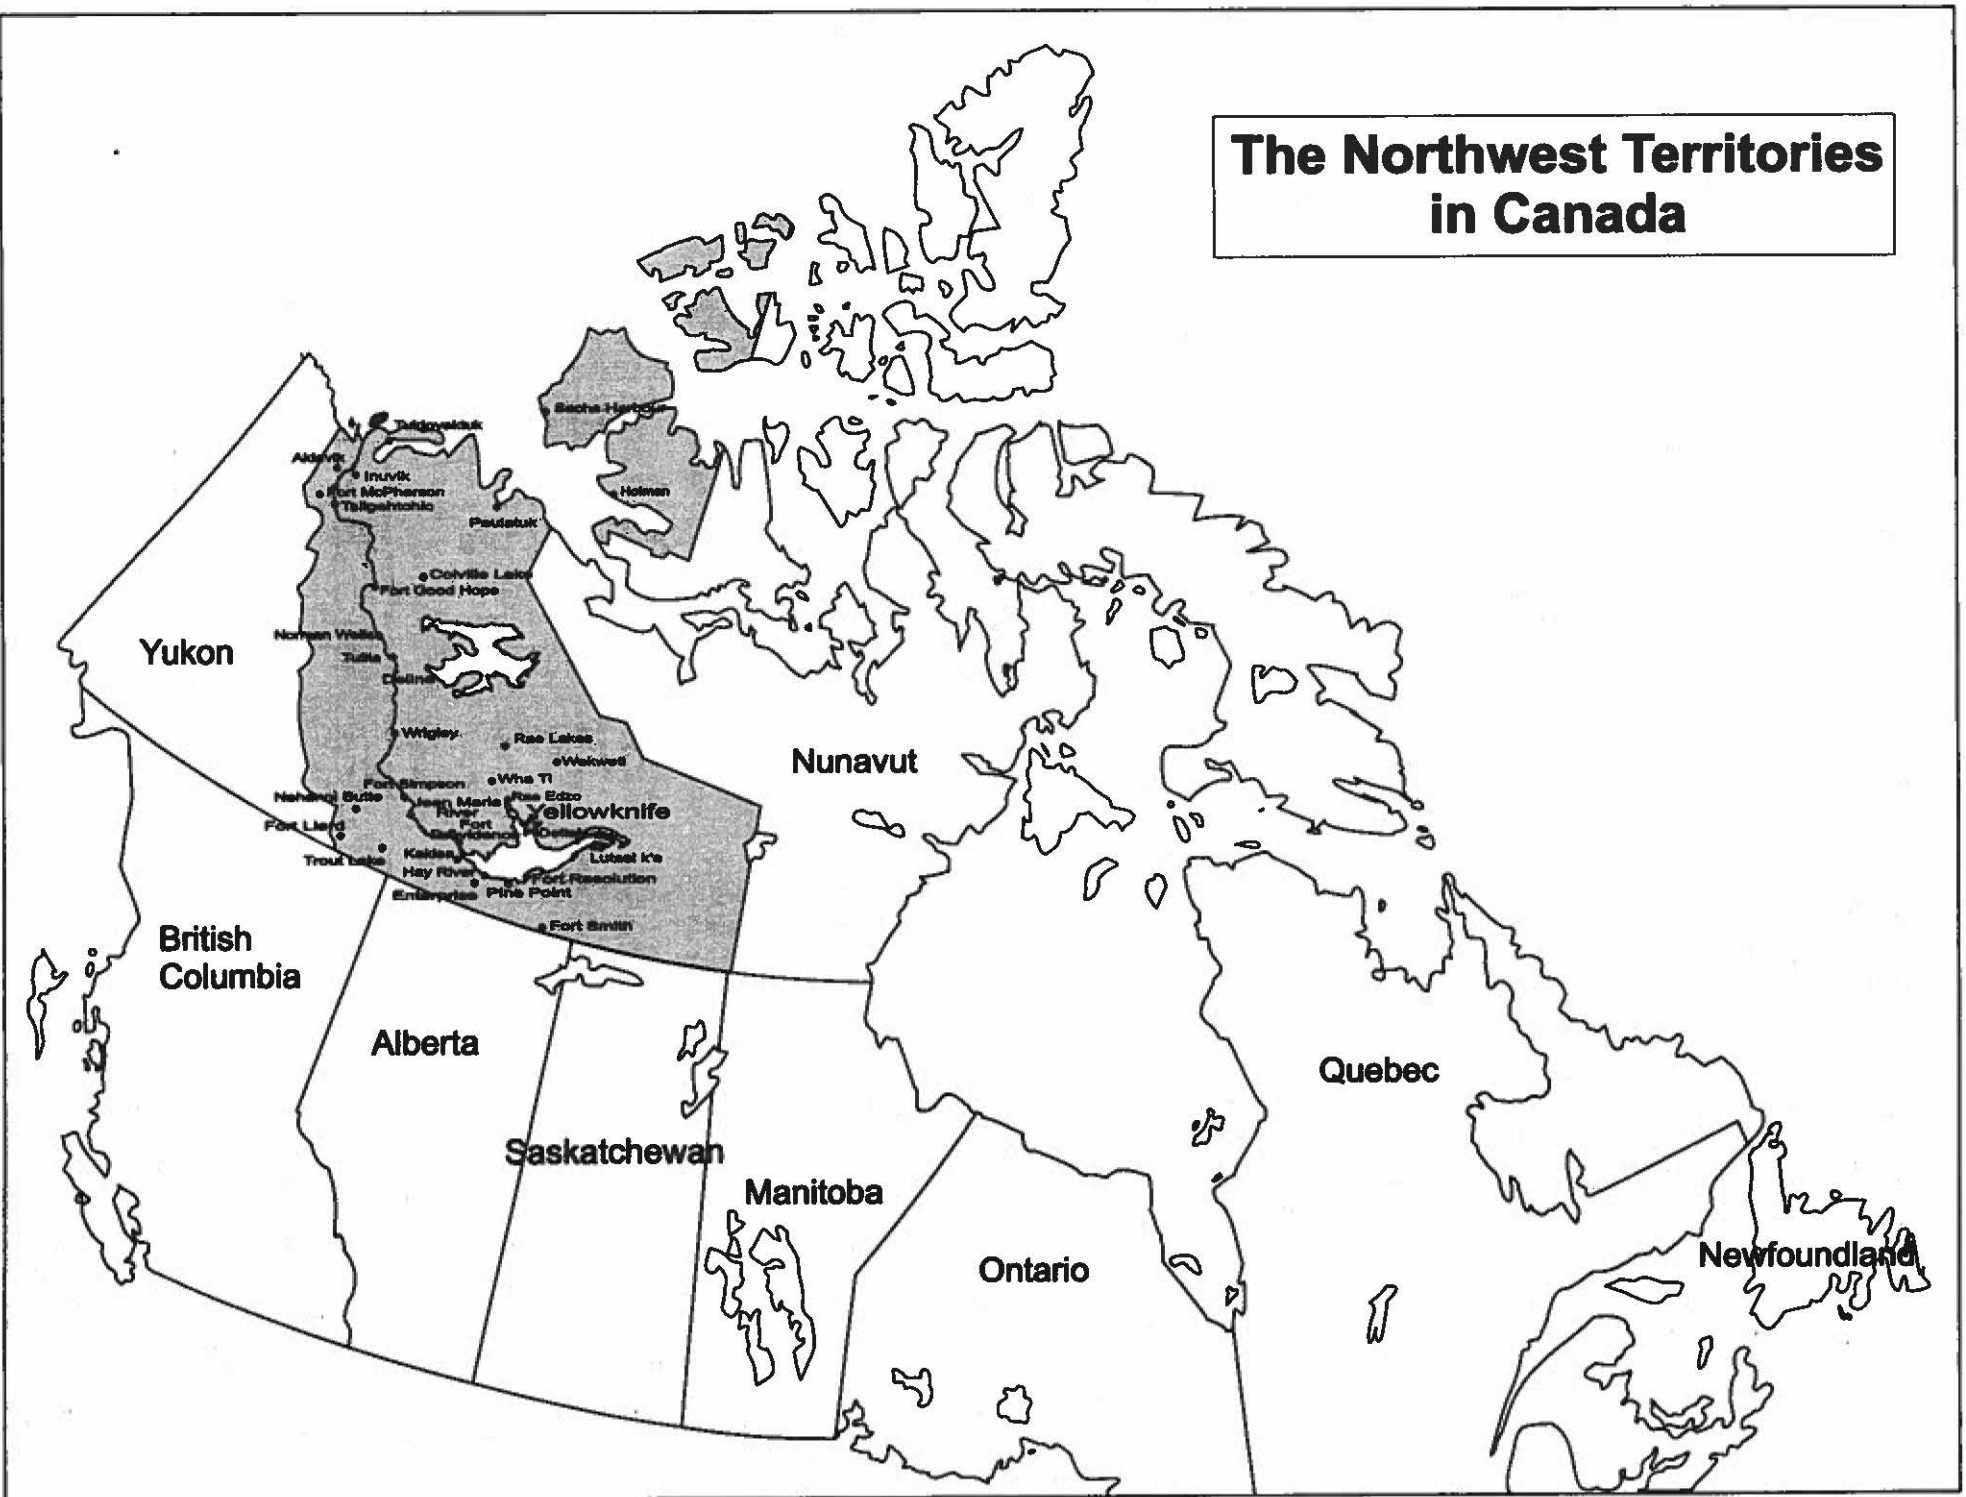 The Northwest Territories
in Canada
Sachs Harbour
Aklavik
Inuvik
Fort McPherson
Holman
Paulatuk
Colville Lake
Fort Good Hope
Norman Wells
Yukon
Deline
Wrigley
Rae Lakes
Wekweti
Nunavut
Wha Ti
Fort Simpson
Rae Edzo
Nahanni Butte
Jean Marie
River
Yellowknife
Fort
Providence
Fort Liard
Kakisa
Trout Lake
Lutsel k'e
Hay River
Fort Resolution
Enterprise
Pine Point
Fort Smith
British
Columbia
Alberta
Quebec
Saskatchewan
Manitoba
Ontario
Newfoundland